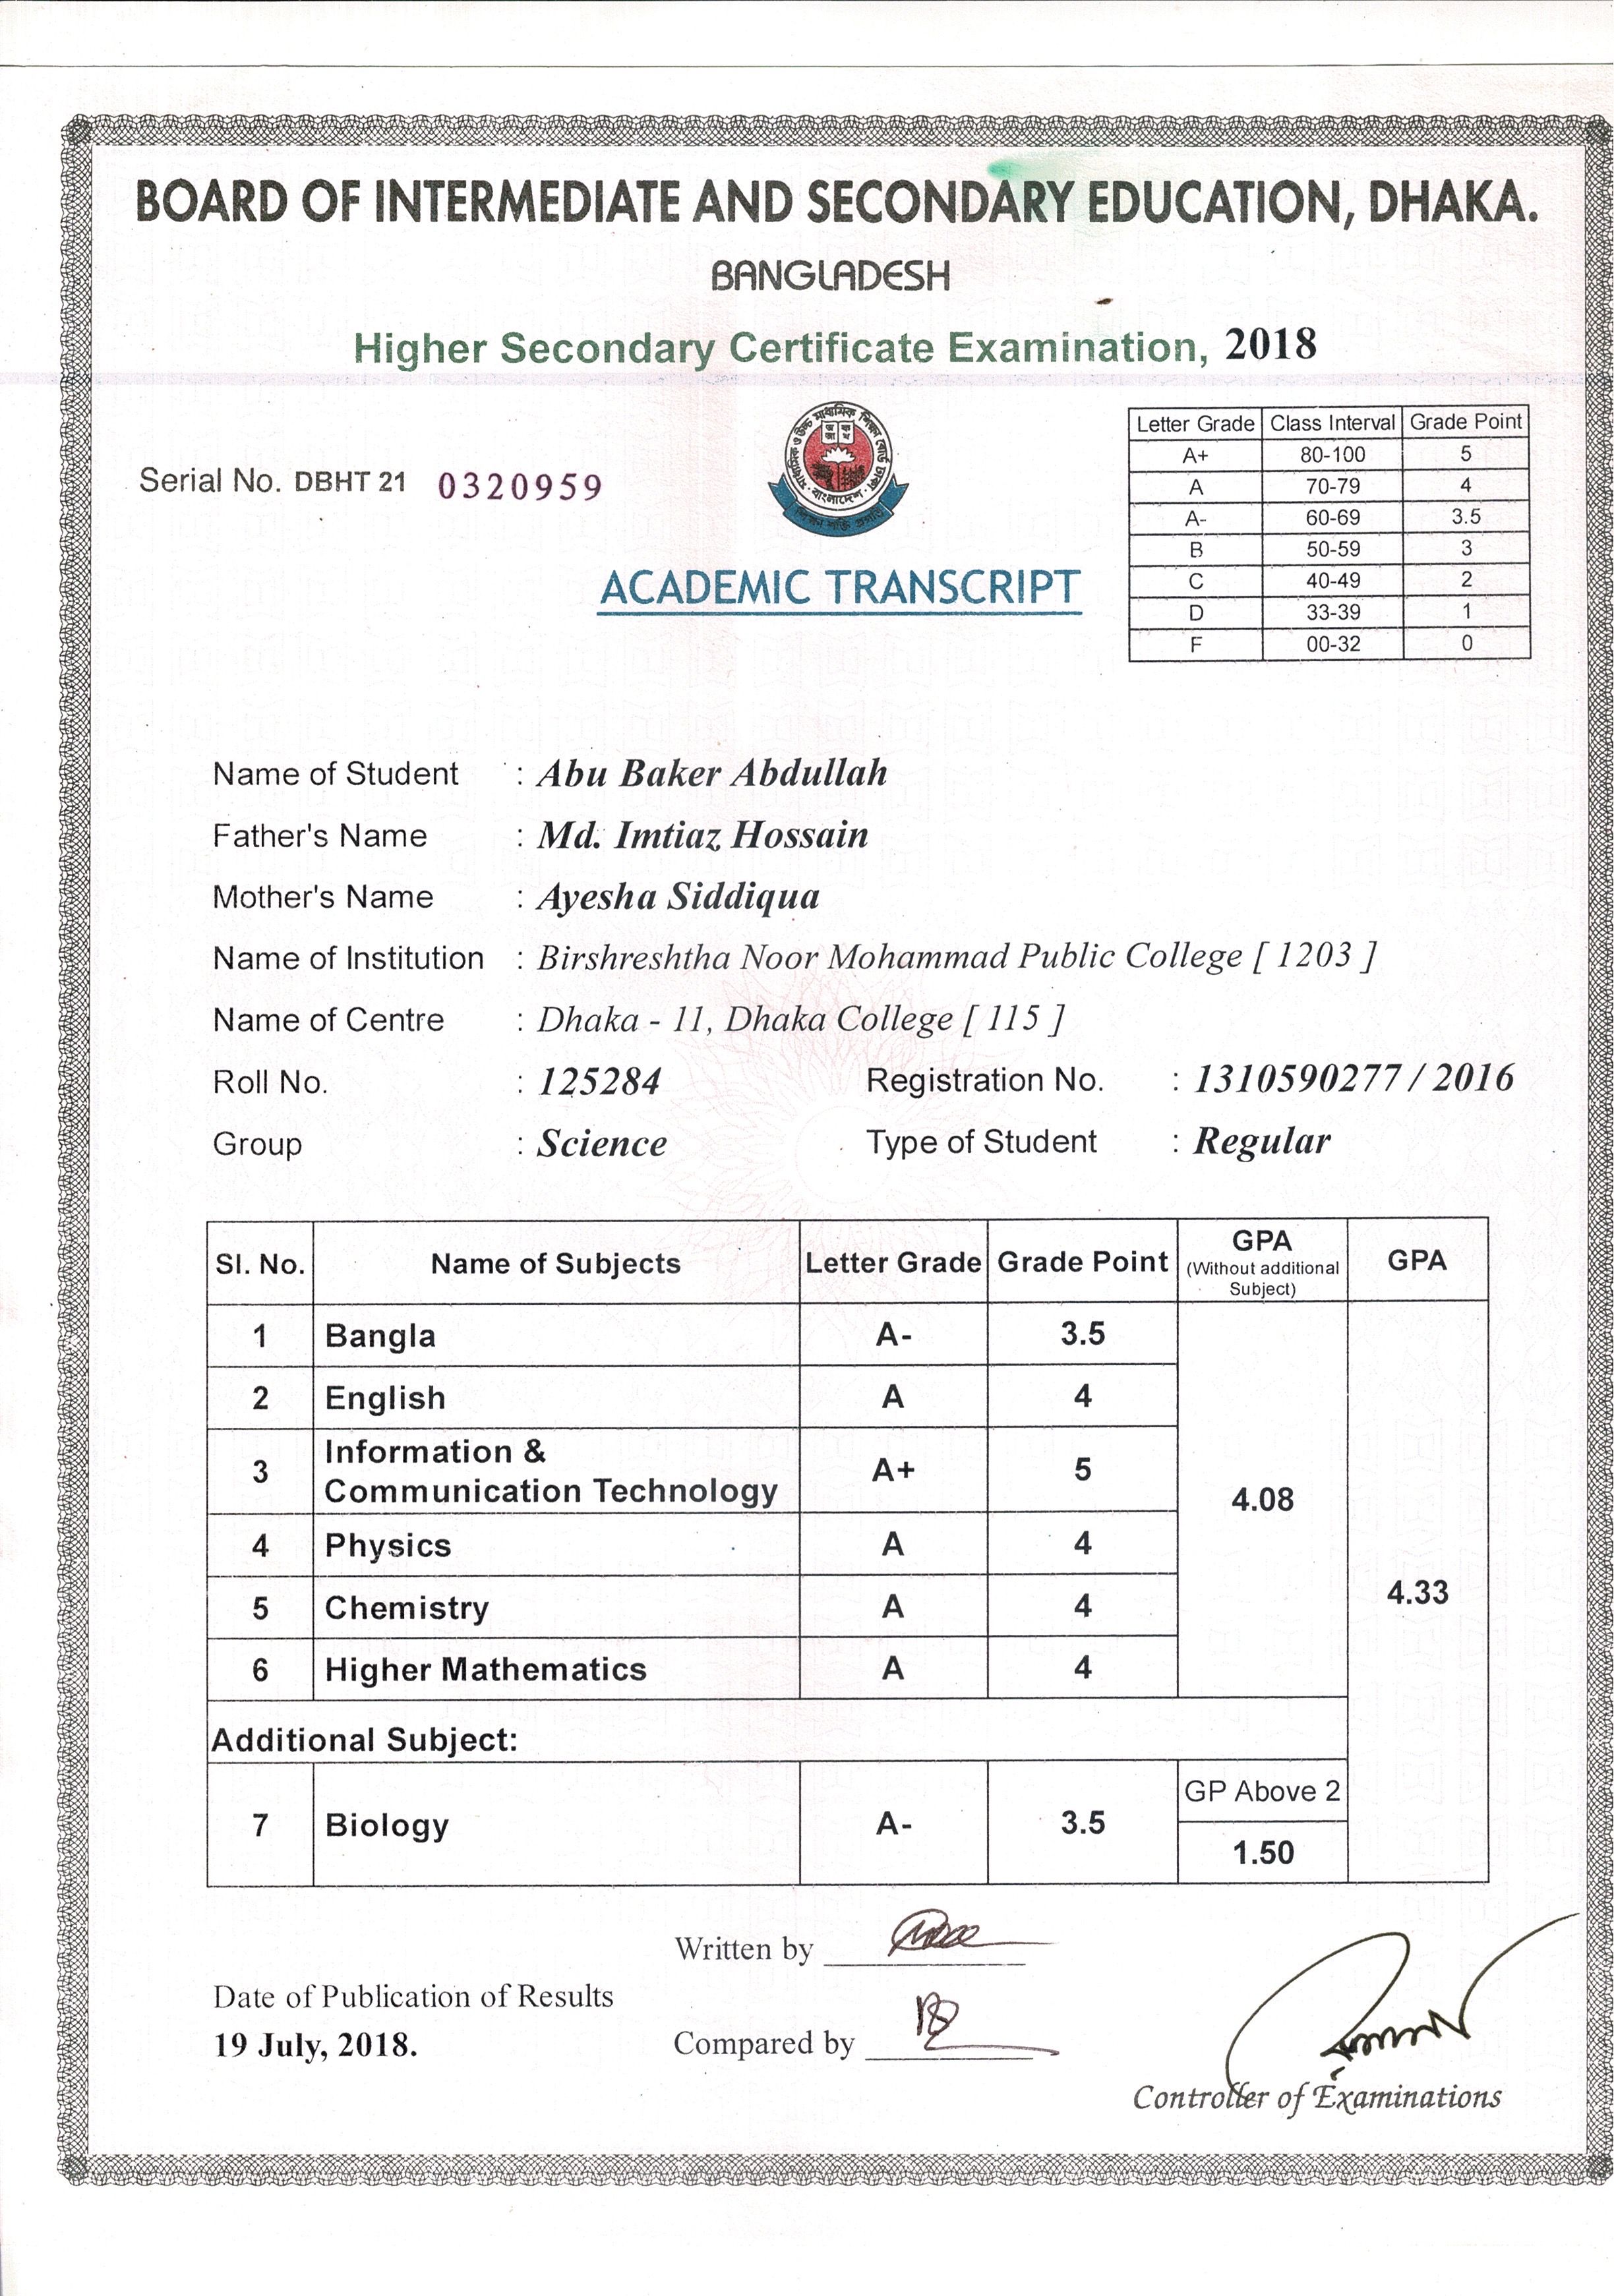 BOARD OF INTERMEDIATE AND SECONDARY EDUCATION, DHAKA.
BANGLADESH
Higher Secondary Certificate Examination, 2018
Serial No. DBHT 21 0320959
মাধ্যমিক ও উচ্চ মাধ্যমিক শিক্ষা বোর্ড ঢাকা
বাংলাদেশ
ACADEMIC TRANSCRIPT
Letter Grade Class Interval Grade Point
A+ 80-100 5
A 70-79 4
A- 60-69 3.5
B 50-59 3
C 40-49 2
D 33-39 1
F 00-32 0
Name of Student : Abu Baker Abdullah
Father's Name : Md. Imtiaz Hossain
Mother's Name : Ayesha Siddiqua
Name of Institution : Birshreshtha Noor Mohammad Public College [ 1203 ]
Name of Centre : Dhaka - 11, Dhaka College [ 115 ]
Roll No. : 125284 Registration No. : 1310590277 / 2016
Group : Science Type of Student : Regular
Sl. No. Name of Subjects Letter Grade Grade Point GPA (Without additional Subject) GPA
1 Bangla A- 3.5
2 English A 4
3 Information & Communication Technology A+ 5
4.08
4 Physics A 4
5 Chemistry A 4
4.33
6 Higher Mathematics A 4
Additional Subject:
7 Biology A- 3.5 GP Above 2
1.50
Written by
Date of Publication of Results
19 July, 2018.
Compared by
Controller of Examinations